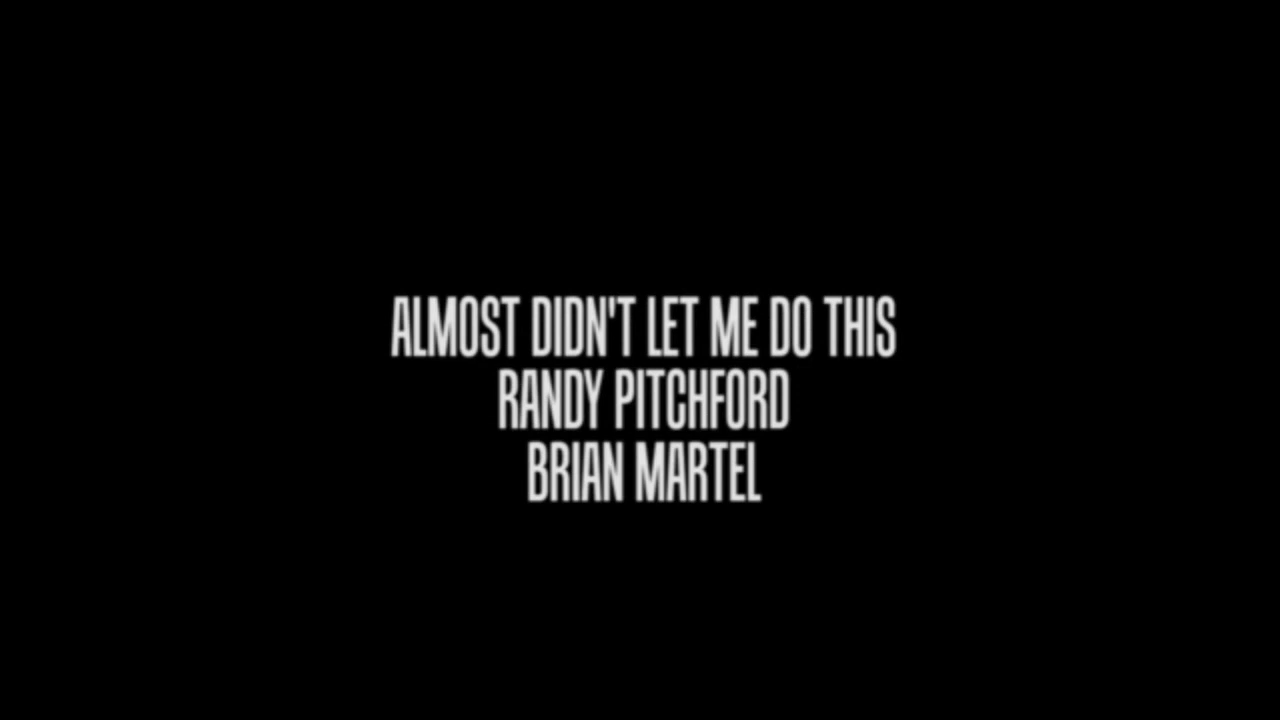 ALMOST DIDN'T LET ME DO THIS
RANDY PITCHFORD
BRIAN MARTEL